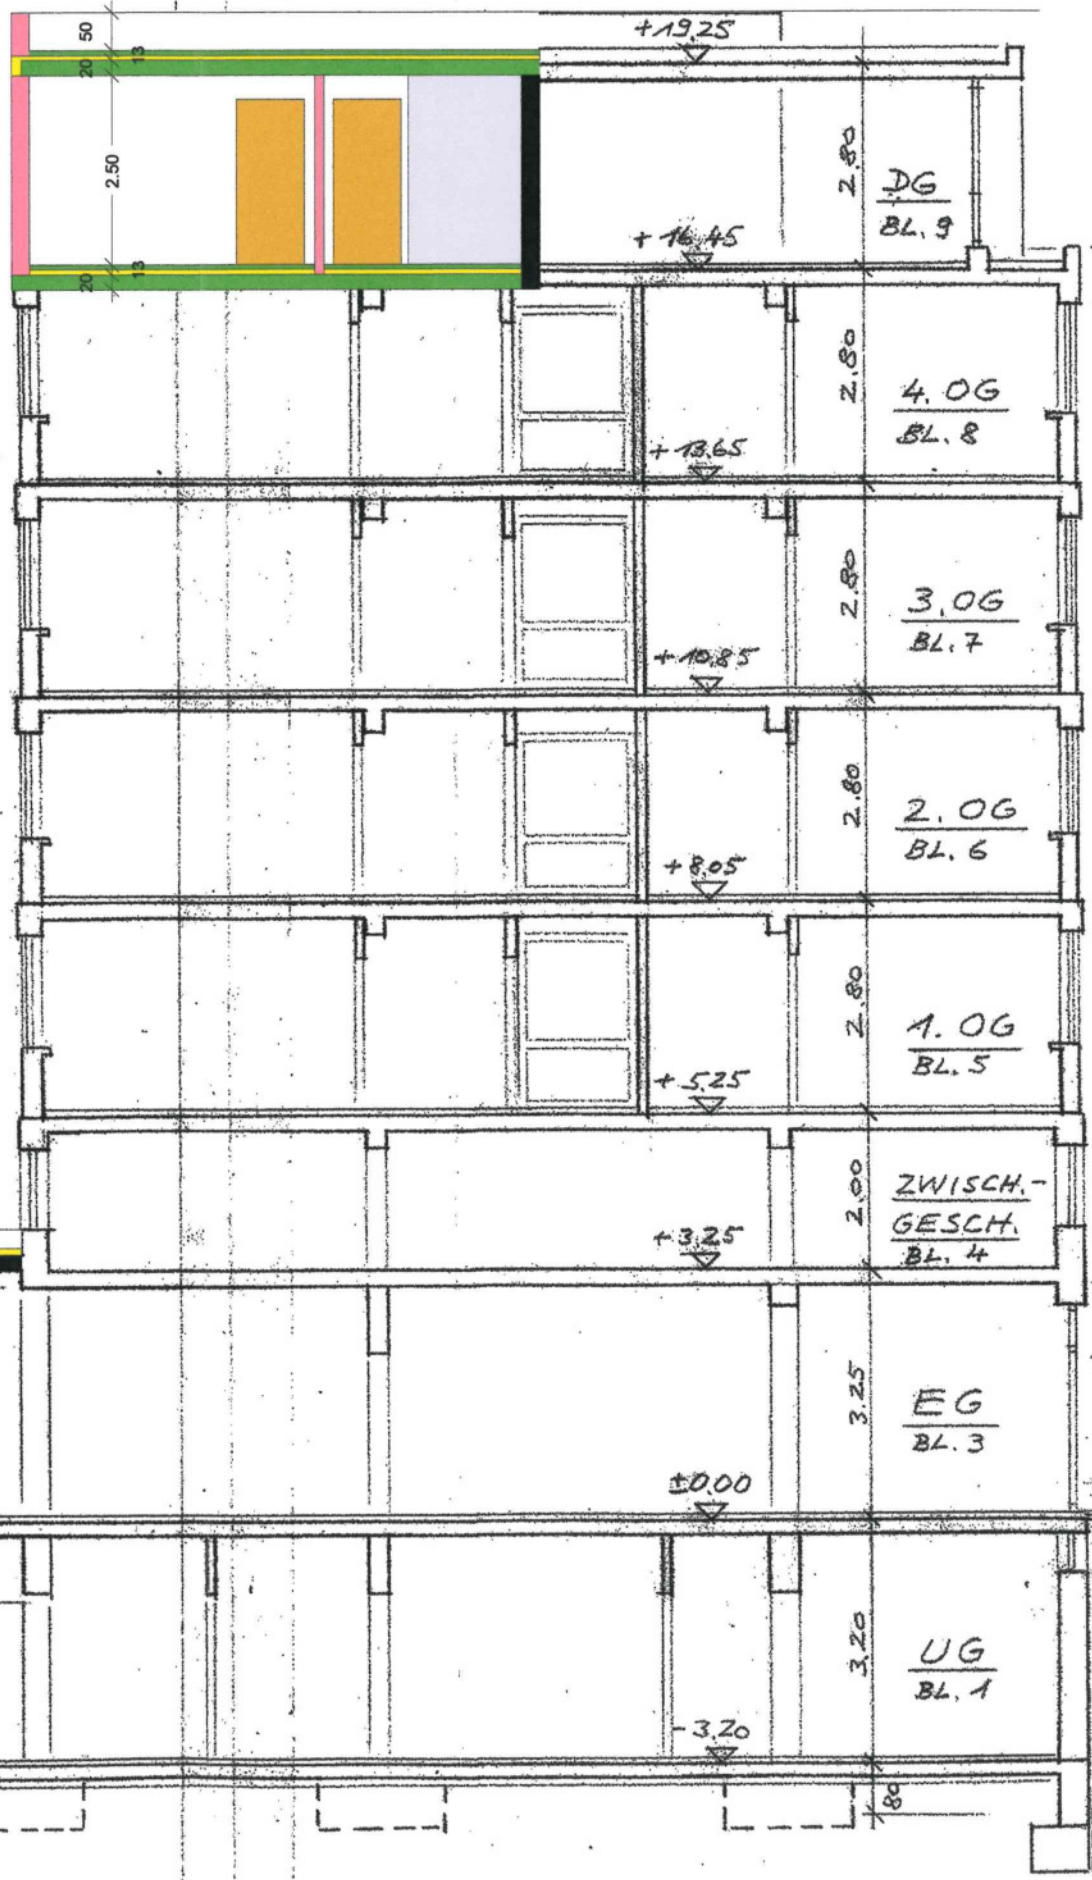 50
13
20
2.50
13
20
+19.25
2.80
DG
BL. 9
+16.45
2.80
4. OG
BL. 8
+13.65
2.80
3. OG
BL. 7
+10.85
2.80
2. OG
BL. 6
+8.05
2.80
1. OG
BL. 5
+5.25
2.00
ZWISCH.-
GESCH.
BL. 4
+3.25
3.25
EG
BL. 3
±0.00
3.20
UG
BL. 1
-3.20
80